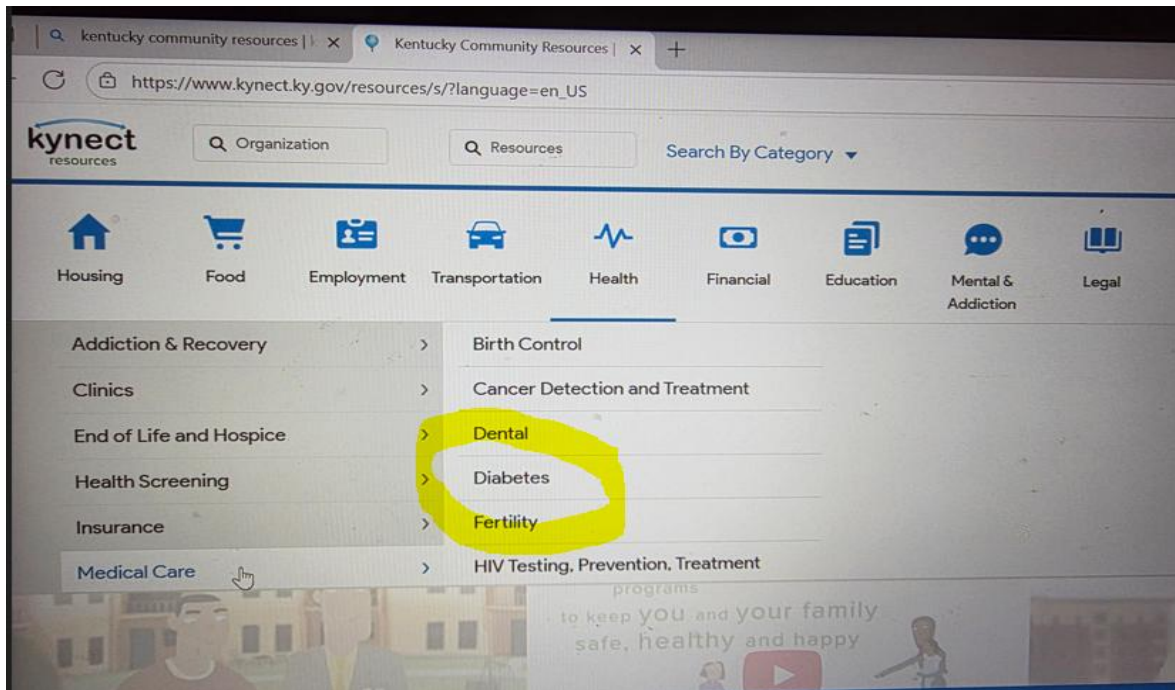 kentucky community resources | k
Kentucky Community Resources |
https://www.kynect.ky.gov/resources/s/?language=en_US
kynect
resources
Organization
Resources
Search By Category
Housing
Food
Employment
Transportation
Health
Financial
Education
Mental &
Addiction
Legal
Addiction & Recovery
Clinics
End of Life and Hospice
Health Screening
Insurance
Medical Care
Birth Control
Cancer Detection and Treatment
Dental
Diabetes
Fertility
HIV Testing, Prevention, Treatment
programs
to keep you and your family
safe, healthy and happy